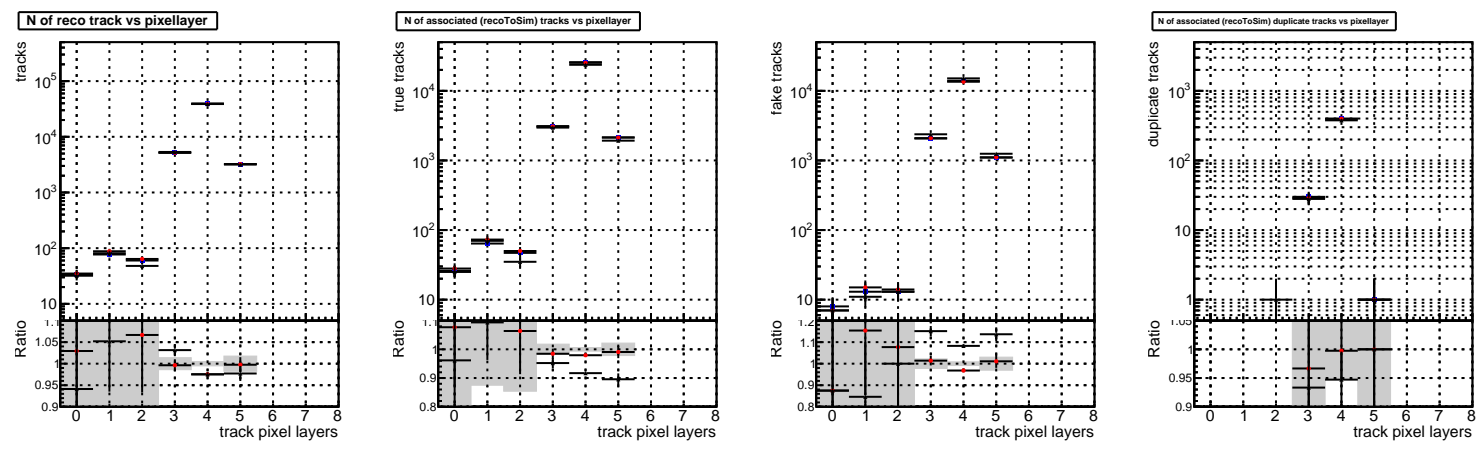 N of reco track vs pixellayer
tracks
10^5
10^4
10^3
10^2
10
Ratio
1.1
1.05
1
0.95
0.9
0 1 2 3 4 5 6 7 8
track pixel layers
N of associated (recoToSim) tracks vs pixellayer
true tracks
10^4
10^3
10^2
10
Ratio
1.1
1
0.9
0.8
0 1 2 3 4 5 6 7 8
track pixel layers
fake tracks
10^4
10^3
10^2
10
Ratio
1.2
1.1
1
0.9
0.8
0 1 2 3 4 5 6 7 8
track pixel layers
N of associated (recoToSim) duplicate tracks vs pixellayer
duplicate tracks
10^3
10^2
10
1
Ratio
1.05
1
0.95
0.9
0 1 2 3 4 5 6 7 8
track pixel layers